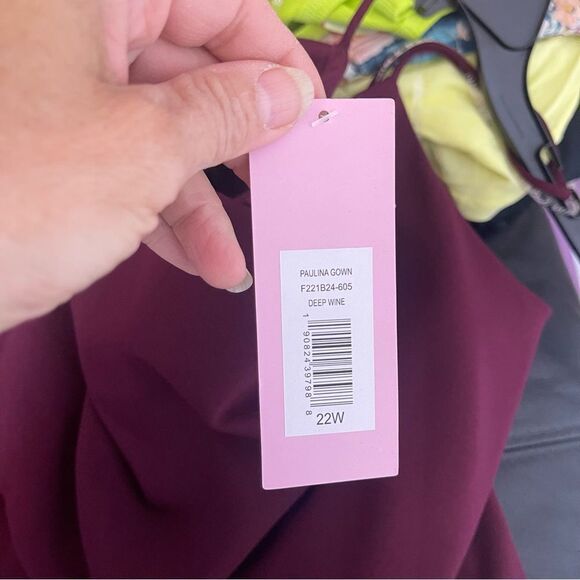 PAULINA GOWN
F221B24-605
DEEP WINE
1 90824 39798 8
22W